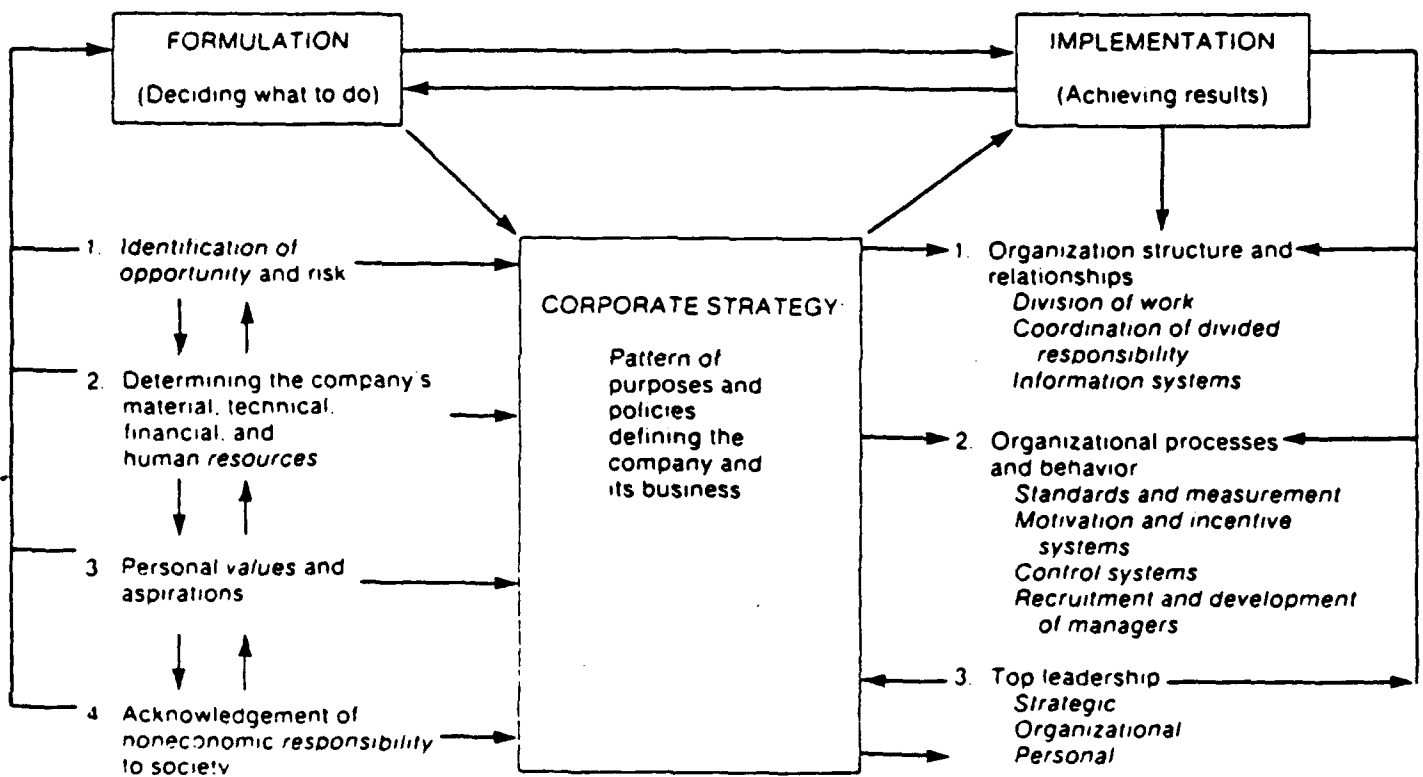 FORMULATION
(Deciding what to do)
IMPLEMENTATION
(Achieving results)
1. Identification of
opportunity and risk
2. Determining the company's
material, technical,
financial, and
human resources
3 Personal values and
aspirations
4 Acknowledgement of
noneconomic responsibility
to society
CORPORATE STRATEGY
Pattern of
purposes and
policies
defining the
company and
its business
1. Organization structure and
relationships
Division of work
Coordination of divided
responsibility
Information systems
2. Organizational processes
and behavior
Standards and measurement
Motivation and incentive
systems
Control systems
Recruitment and development
of managers
3. Top leadership
Strategic
Organizational
Personal